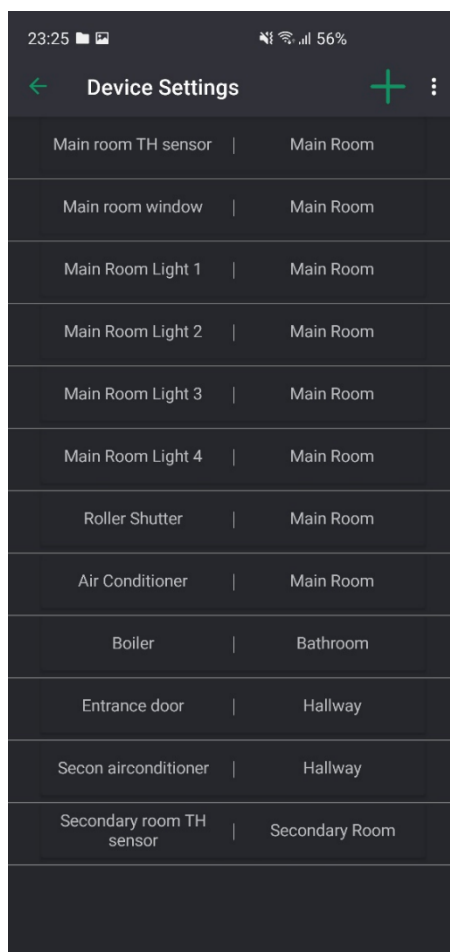 23:25 56%
Device Settings
Main room TH sensor | Main Room
Main room window | Main Room
Main Room Light 1 | Main Room
Main Room Light 2 | Main Room
Main Room Light 3 | Main Room
Main Room Light 4 | Main Room
Roller Shutter | Main Room
Air Conditioner | Main Room
Boiler | Bathroom
Entrance door | Hallway
Secon airconditioner | Hallway
Secondary room TH
sensor | Secondary Room